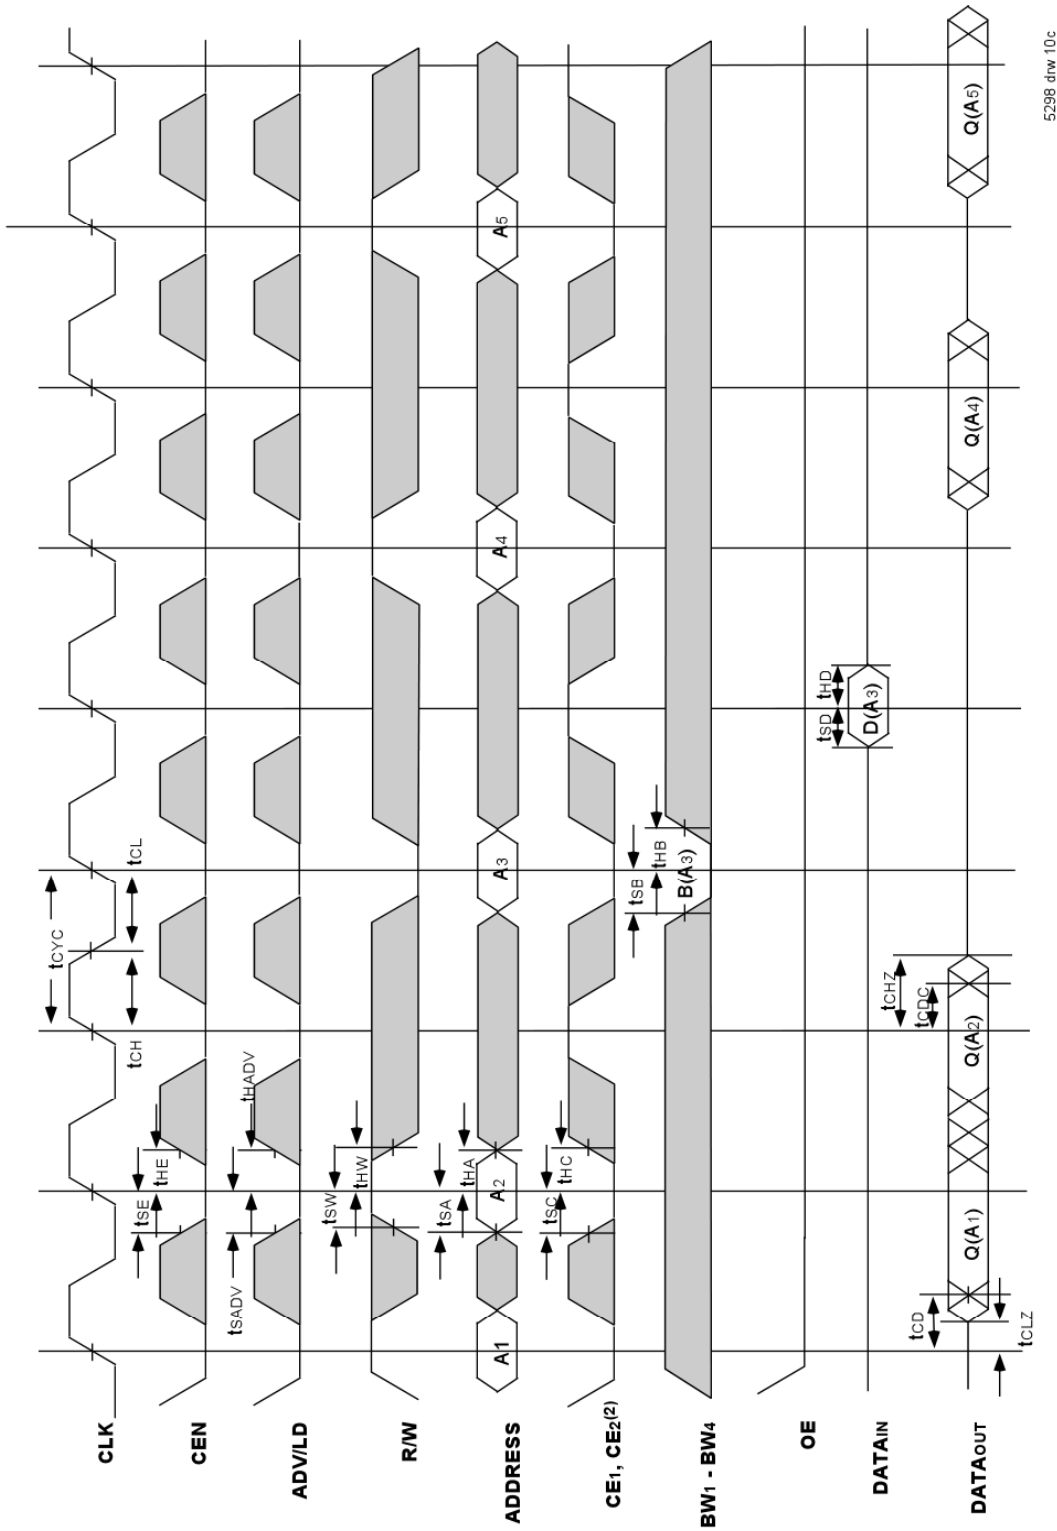 tCYC
CLK
tCH
tCL
tSE
tHE
CEN
tSADV
tHADV
ADV/LD
tSW
tHW
R/W
tSA
tHA
ADDRESS
A1
A2
A3
A4
A5
tSC
tHC
CE1, CE2(2)
tSB
tHB
BW1 - BW4
B(A3)
OE
tSD
tHD
DATAIN
D(A3)
tCD
tCHZ
tCDC
DATAOUT
Q(A1)
Q(A2)
Q(A4)
Q(A5)
tCLZ
5298 drw 10c